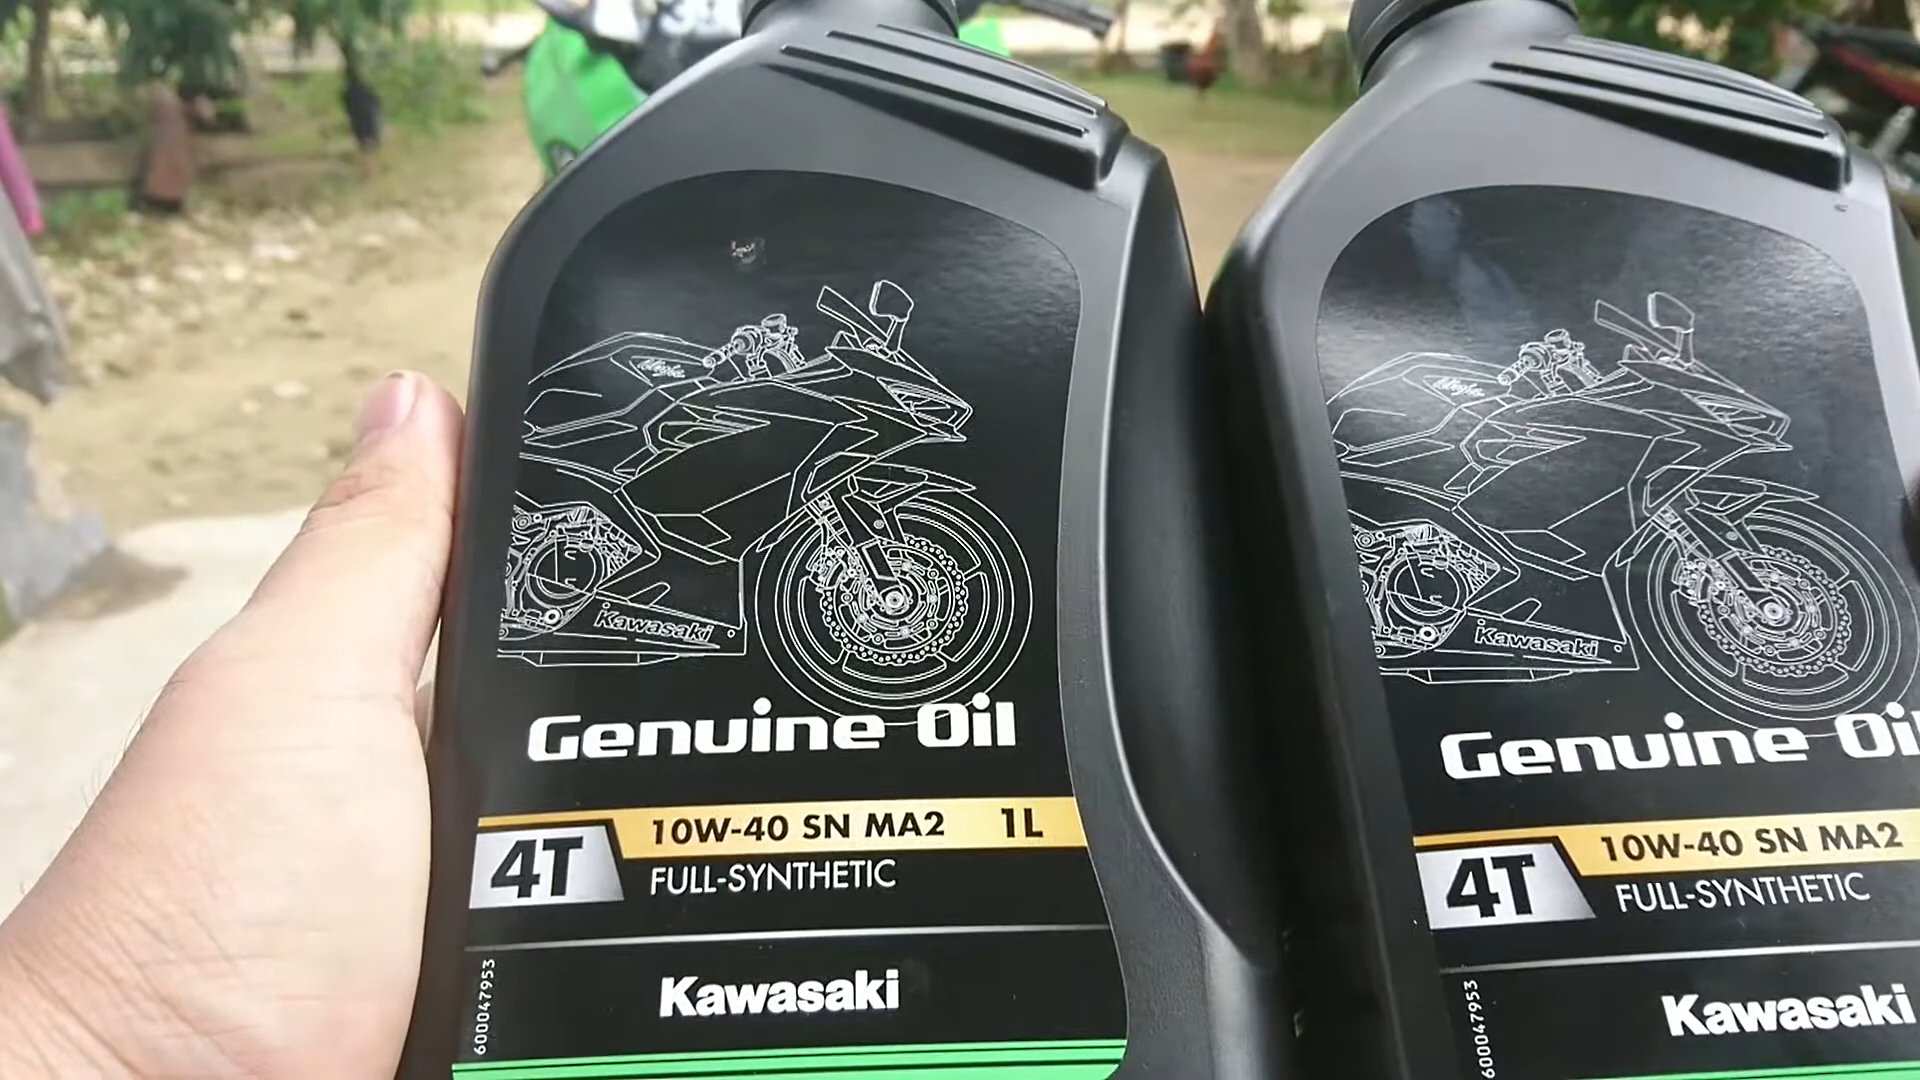 Ninja
Kawasaki
Genuine Oil
4T
10W-40 SN MA2 1L
FULL-SYNTHETIC
Kawasaki
600047953
Ninja
Kawasaki
Genuine Oil
4T
10W-40 SN MA2
FULL-SYNTHETIC
Kawasaki
600047953